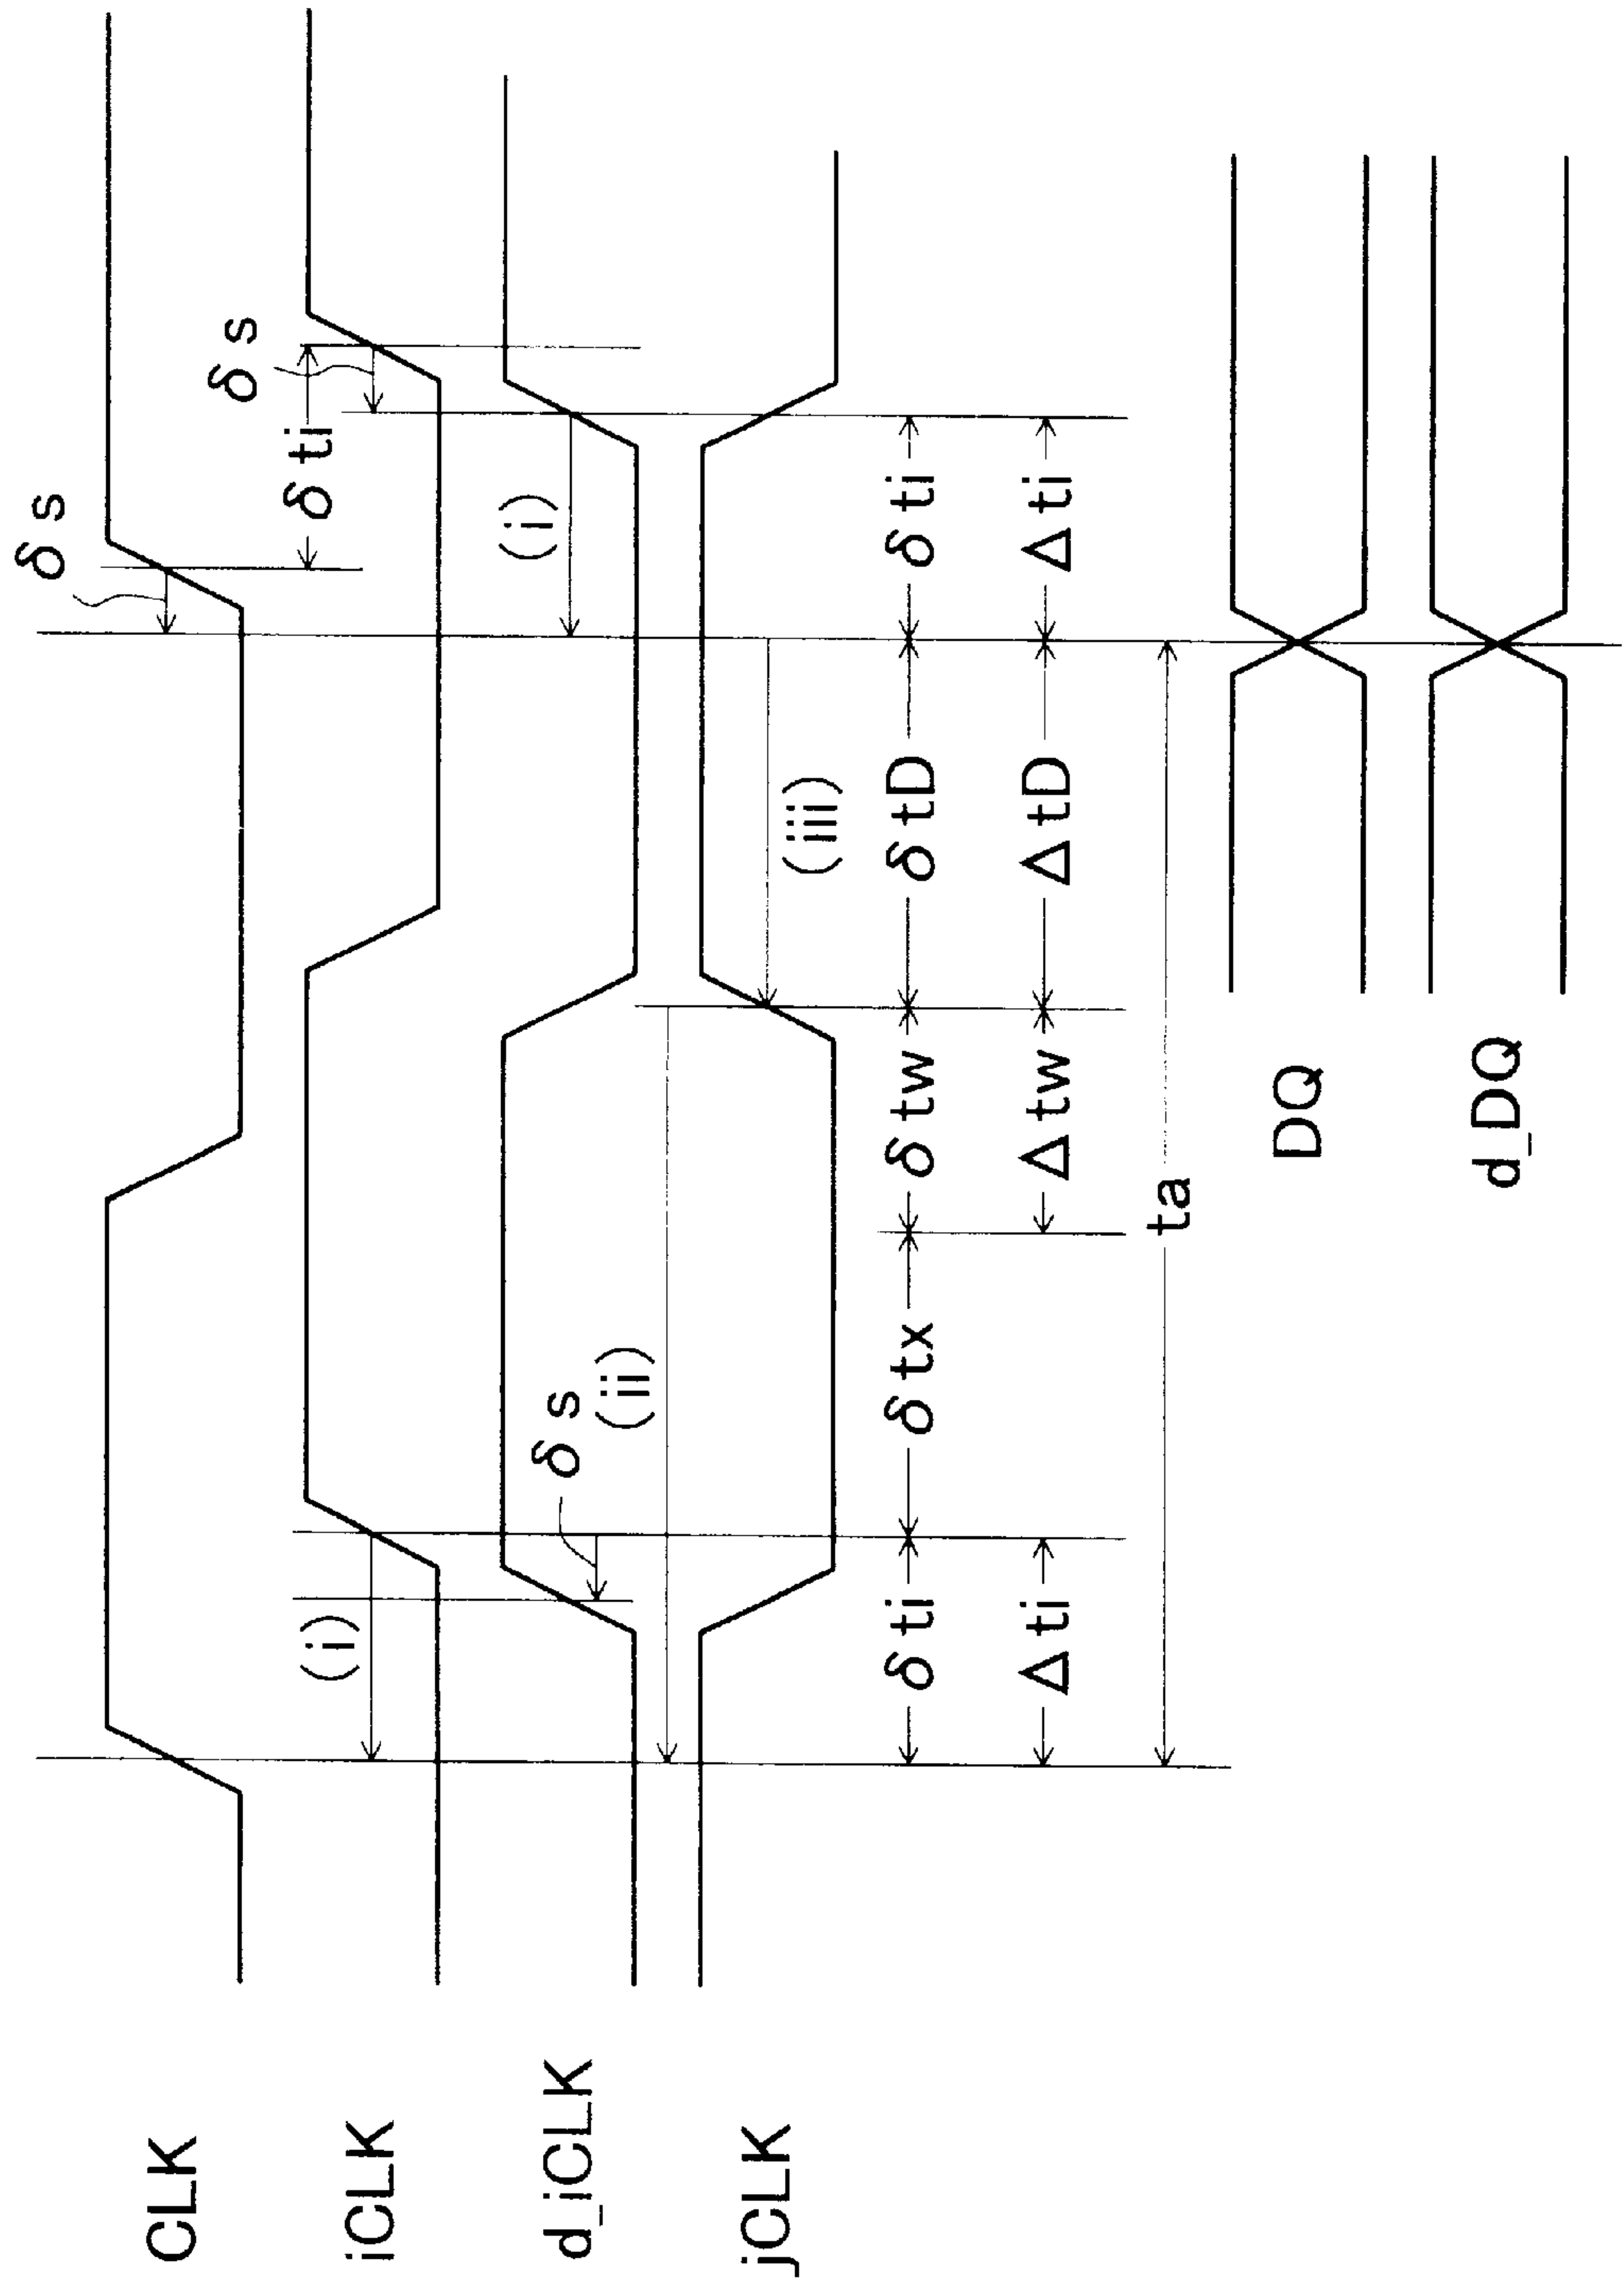 δs
δs
CLK
δti
iCLK
(i)
(i)
d_iCLK
δs
(ii)
jCLK
(iii)
δti
δtx
δtw
δtD
δti
Δti
Δtw
ΔtD
Δti
ta
DQ
d_DQ